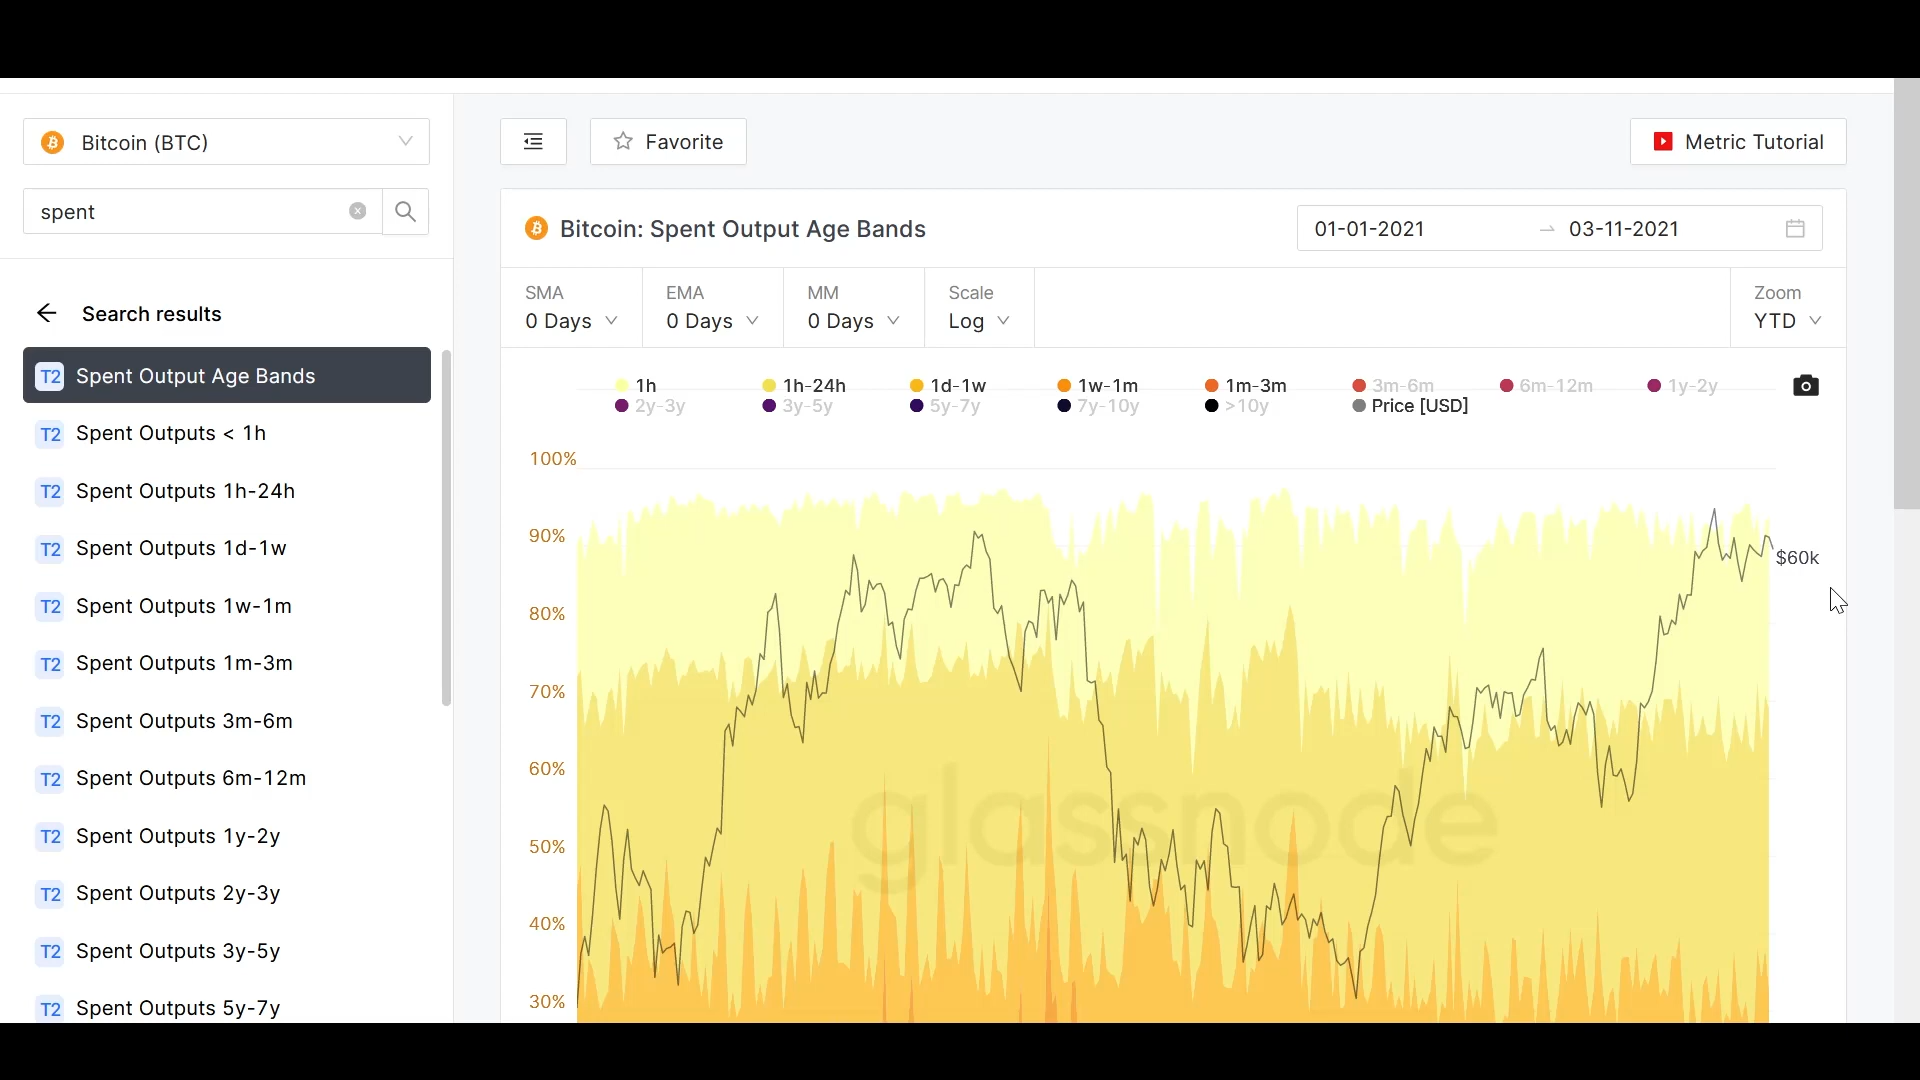 Bitcoin (BTC)
spent
Search results
T2 Spent Output Age Bands
T2 Spent Outputs < 1h
T2 Spent Outputs 1h-24h
T2 Spent Outputs 1d-1w
T2 Spent Outputs 1w-1m
T2 Spent Outputs 1m-3m
T2 Spent Outputs 3m-6m
T2 Spent Outputs 6m-12m
T2 Spent Outputs 1y-2y
T2 Spent Outputs 2y-3y
T2 Spent Outputs 3y-5y
T2 Spent Outputs 5y-7y
Favorite
Metric Tutorial
Bitcoin: Spent Output Age Bands
01-01-2021 → 03-11-2021
SMA
0 Days
EMA
0 Days
MM
0 Days
Scale
Log
Zoom
YTD
1h 1h-24h 1d-1w 1w-1m 1m-3m 3m-6m 6m-12m 1y-2y
2y-3y 3y-5y 5y-7y 7y-10y >10y Price [USD]
100%
90%
80%
70%
60%
50%
40%
30%
$60k
glassnode